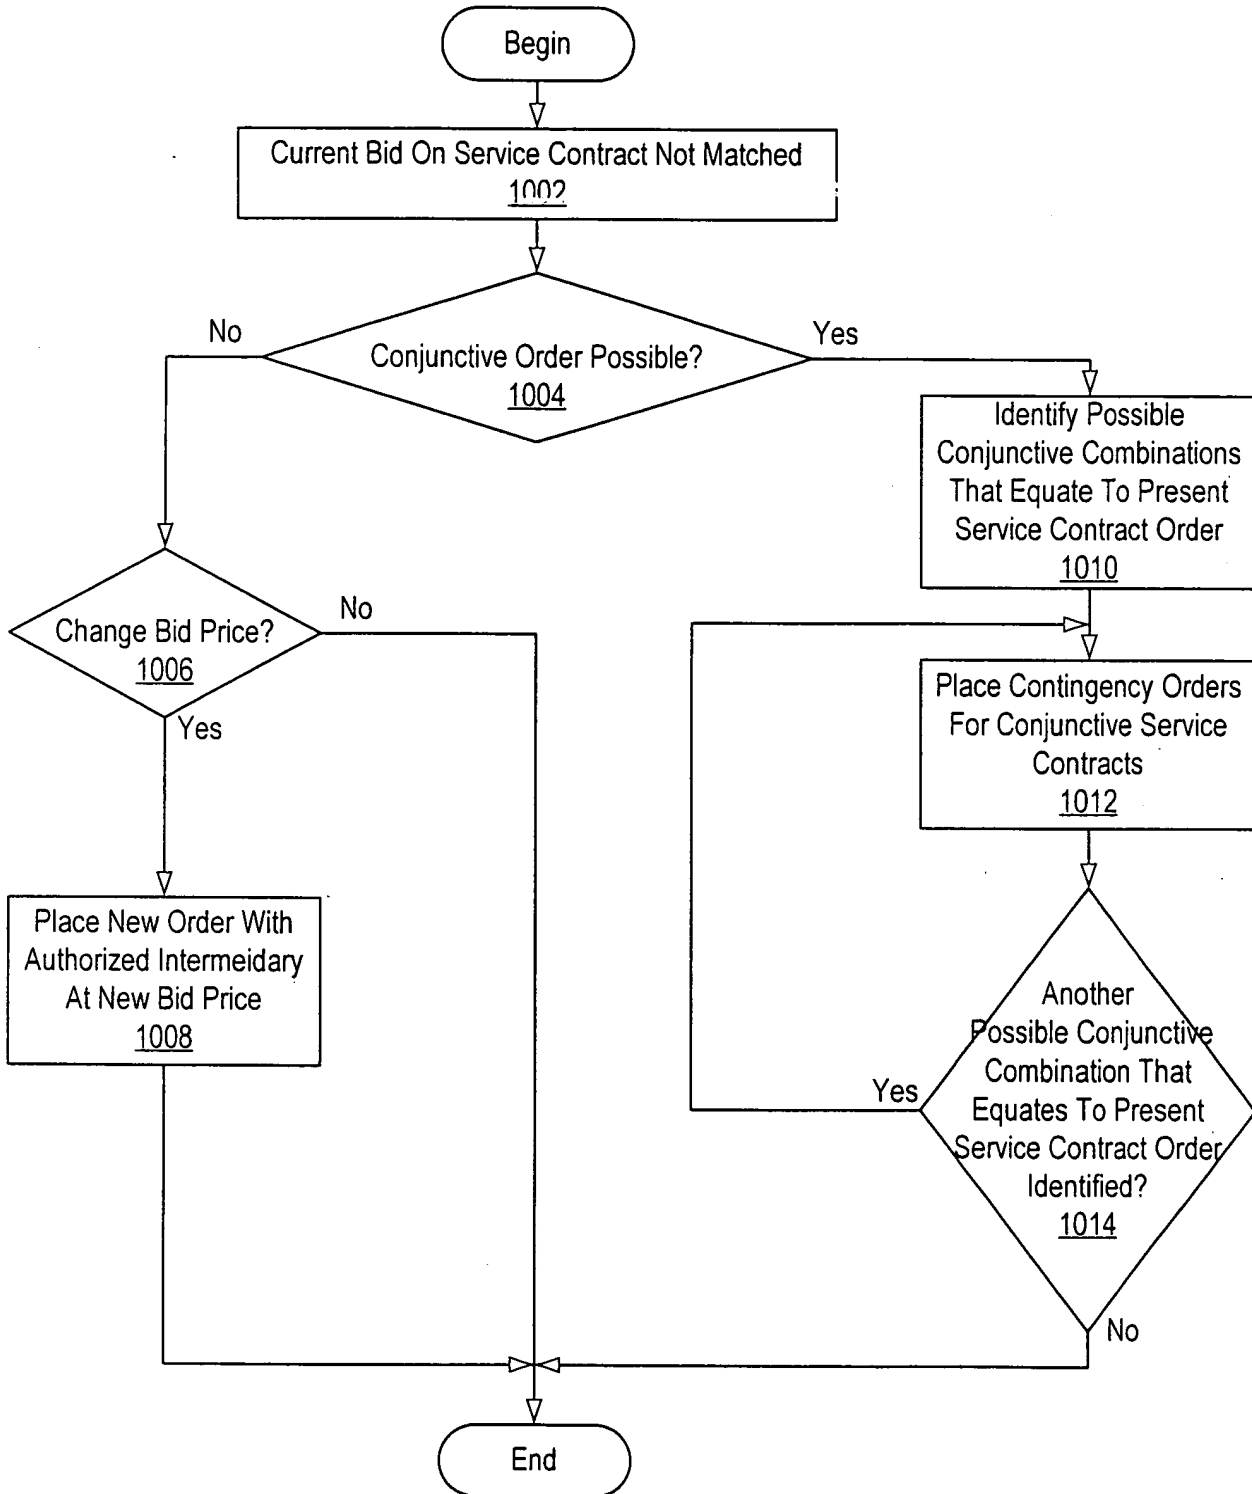 Begin
Current Bid On Service Contract Not Matched
1002
No
Yes
Conjunctive Order Possible?
1004
Identify Possible
Conjunctive Combinations
That Equate To Present
Service Contract Order
1010
No
Change Bid Price?
1006
Yes
Place Contingency Orders
For Conjunctive Service
Contracts
1012
Place New Order With
Authorized Intermeidary
At New Bid Price
1008
Another
Possible Conjunctive
Combination That
Equates To Present
Service Contract Order
Identified?
1014
Yes
No
End